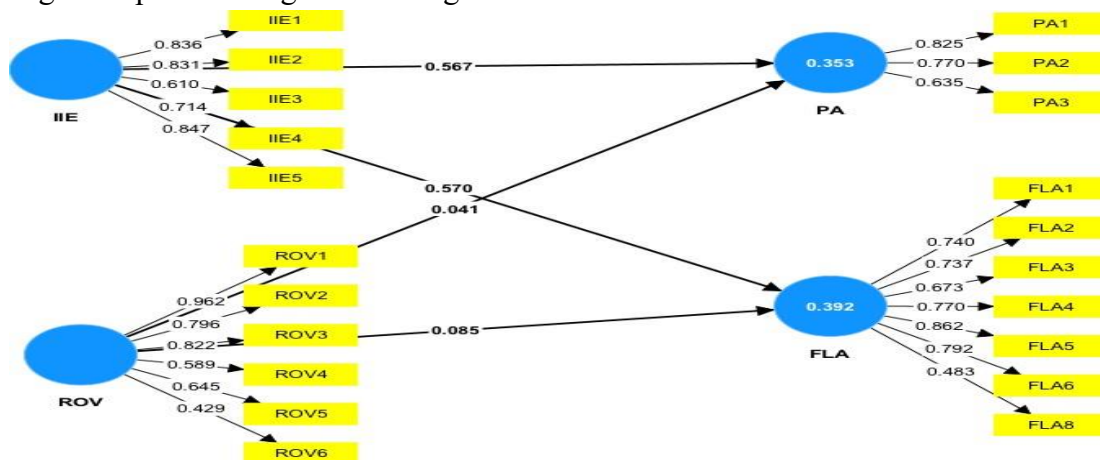 IIE1
IIE2
IIE3
IIE4
IIE5
0.836
0.831
0.610
0.714
0.847
IIE
0.567
0.570
0.041
0.085
0.353
PA
0.825
0.770
0.635
PA1
PA2
PA3
ROV1
ROV2
ROV3
ROV4
ROV5
ROV6
0.962
0.796
0.822
0.589
0.645
0.429
ROV
0.392
FLA
0.740
0.737
0.673
0.770
0.862
0.792
0.483
FLA1
FLA2
FLA3
FLA4
FLA5
FLA6
FLA8